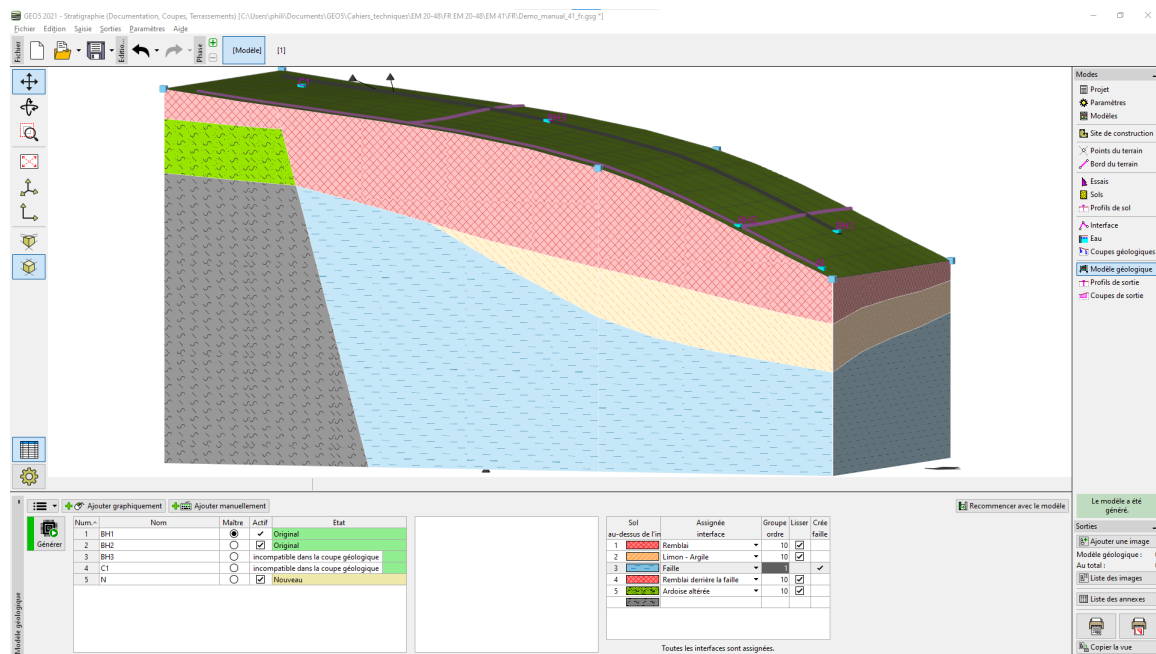 GEO5 2021 - Stratigraphie (Documentation, Coupes, Terrassements) [C:\Users\phili\Documents\GEO5\Cahiers_techniques\EM 20-48\FR EM 20-48\EM 41\FR\Demo_manual_41_fr.gsg *]
Fichier Edition Saisie Sorties Paramètres Aide
Fichier
Editio...
Phase
[Modèle] [1]
Modes
Projet
Paramètres
Modèles
Site de construction
Points du terrain
Bord du terrain
Essais
Sols
Profils de sol
Interface
Eau
Coupes géologiques
Modèle géologique
Profils de sortie
Coupes de sortie
Modèle géologique
Ajouter graphiquement Ajouter manuellement
Recommencer avec le modèle
Générer
Num. Nom Maître Actif Etat
1 BH1 Original
2 BH2 Original
3 BH3 incompatible dans la coupe géologique
4 C1 incompatible dans la coupe géologique
5 N Nouveau
Sol Assignée Groupe Lisser Crée
au-dessus de l'in interface ordre faille
1 Remblai 10
2 Limon - Argile 10
3 Faille 1
4 Remblai derrière la faille 10
5 Ardoise altérée 10
Toutes les interfaces sont assignées.
Le modèle a été
généré.
Sorties
Ajouter une image
Modèle géologique :
Au total :
Liste des images
Liste des annexes
Copier la vue